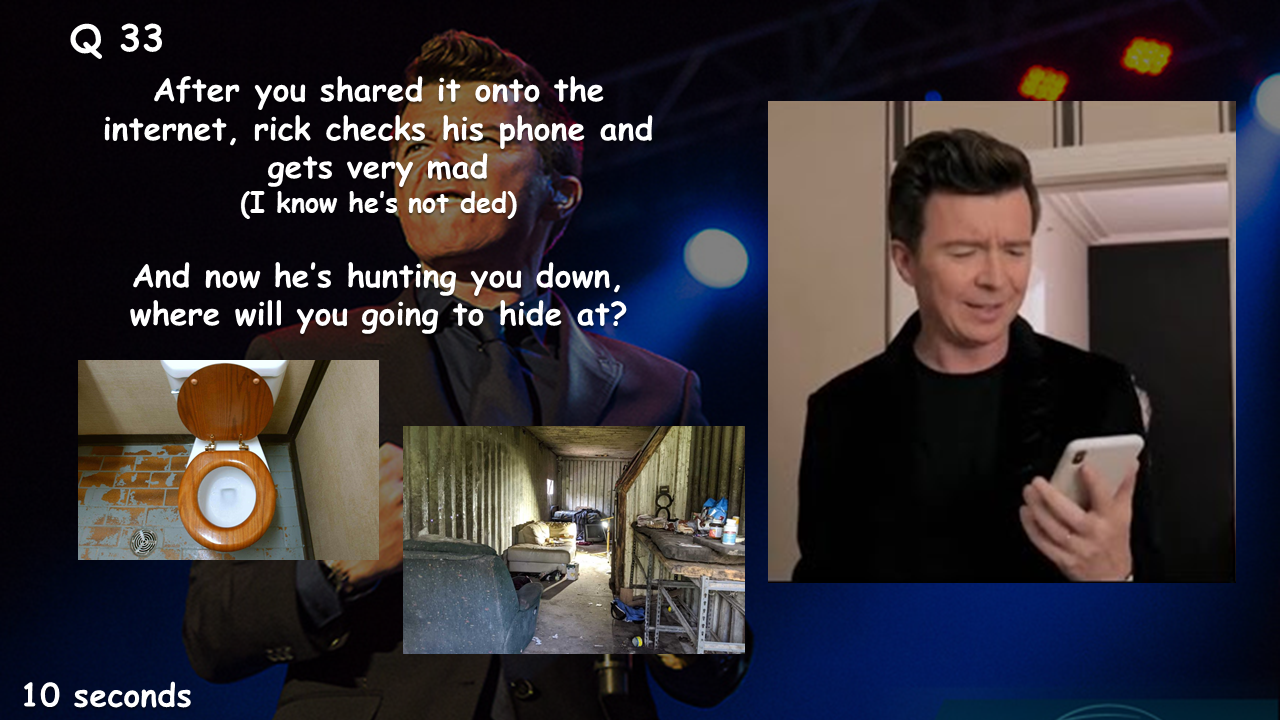 Q 33
After you shared it onto the
internet, rick checks his phone and
gets very mad
(I know he's not ded)
And now he's hunting you down,
where will you going to hide at?
10 seconds